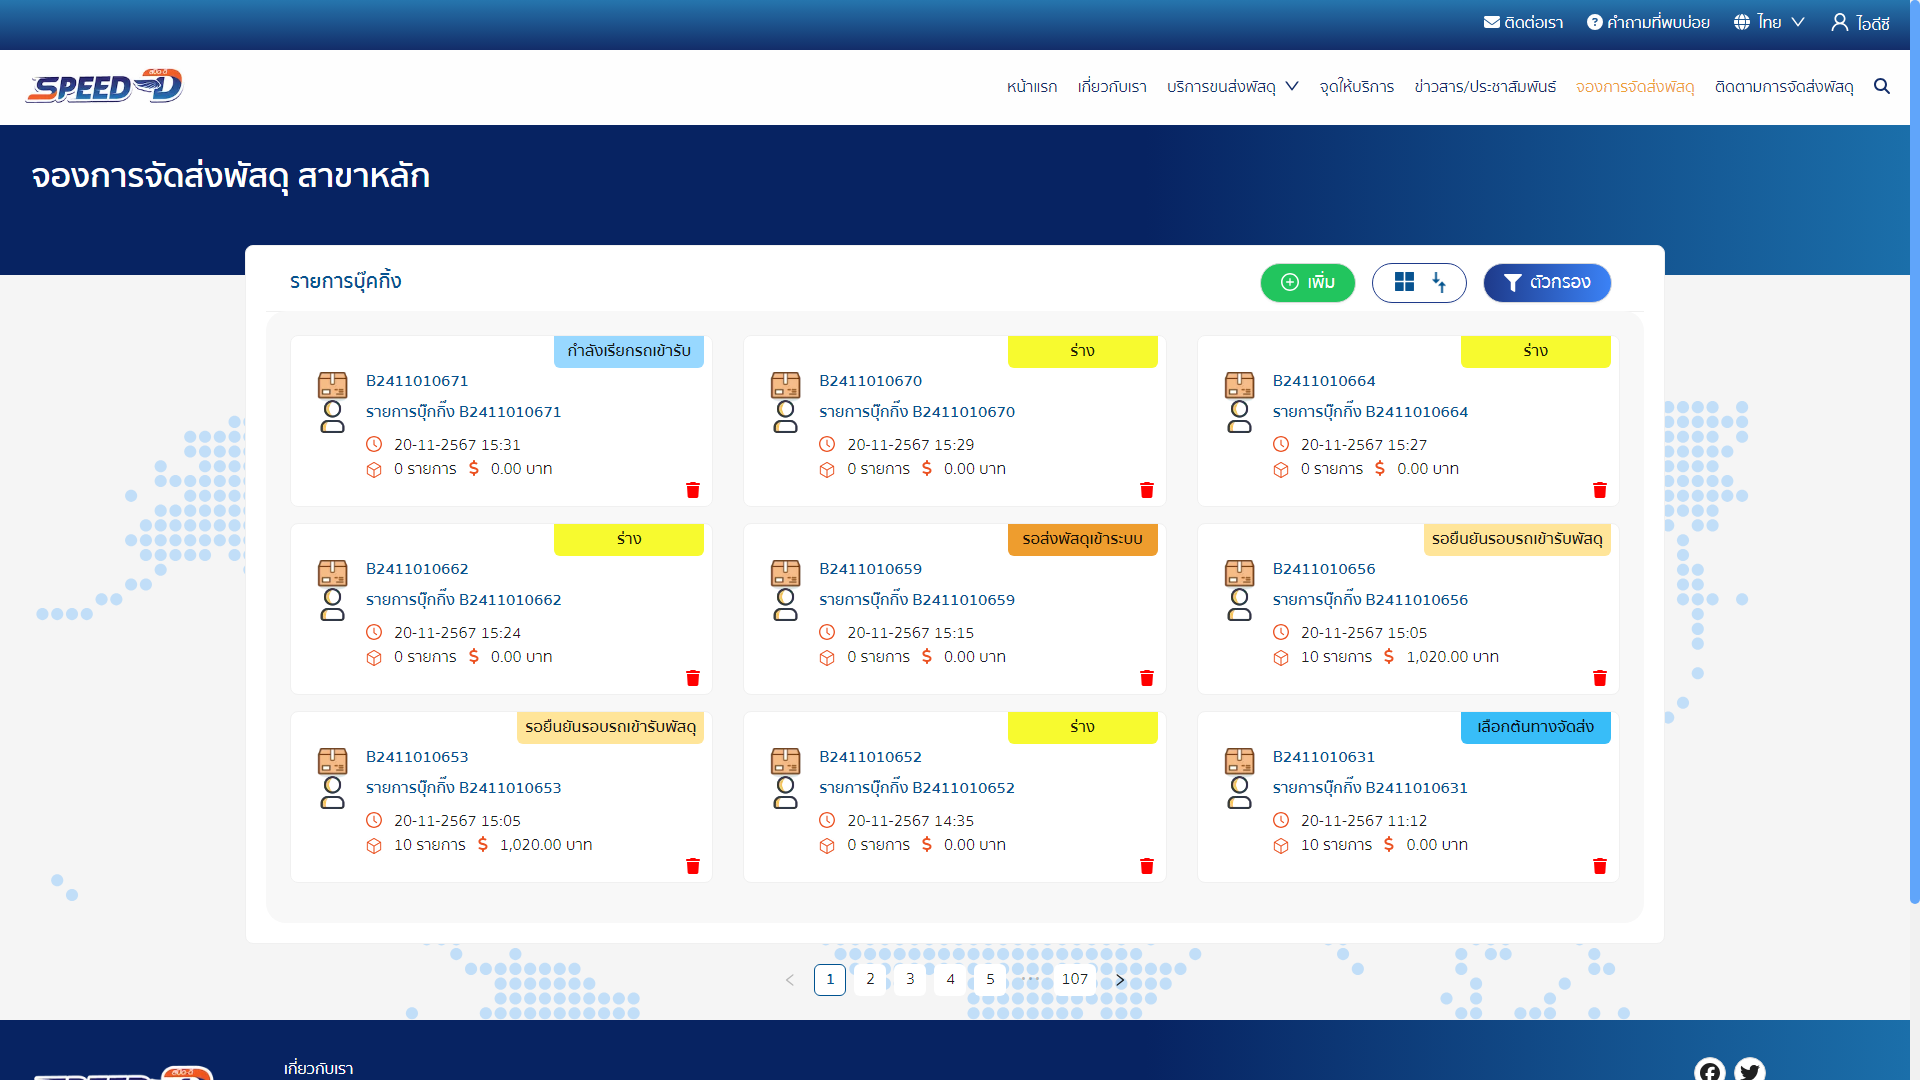 ติดต่อเรา คำถามที่พบบ่อย ไทย ไอดีซี
SPEED-D สปีด-ดี
หน้าแรก เกี่ยวกับเรา บริการขนส่งพัสดุ จุดให้บริการ ข่าวสาร/ประชาสัมพันธ์ จองการจัดส่งพัสดุ ติดตามการจัดส่งพัสดุ
จองการจัดส่งพัสดุ สาขาหลัก
รายการบุ๊คกิ้ง เพิ่ม ตัวกรอง
กำลังเรียกรถเข้ารับ
B2411010671
รายการบุ๊กกิ้ง B2411010671
20-11-2567 15:31
0 รายการ $ 0.00 บาท
ร่าง
B2411010670
รายการบุ๊กกิ้ง B2411010670
20-11-2567 15:29
0 รายการ $ 0.00 บาท
ร่าง
B2411010664
รายการบุ๊กกิ้ง B2411010664
20-11-2567 15:27
0 รายการ $ 0.00 บาท
ร่าง
B2411010662
รายการบุ๊กกิ้ง B2411010662
20-11-2567 15:24
0 รายการ $ 0.00 บาท
รอส่งพัสดุเข้าระบบ
B2411010659
รายการบุ๊กกิ้ง B2411010659
20-11-2567 15:15
0 รายการ $ 0.00 บาท
รอยืนยันรอบรถเข้ารับพัสดุ
B2411010656
รายการบุ๊กกิ้ง B2411010656
20-11-2567 15:05
10 รายการ $ 1,020.00 บาท
รอยืนยันรอบรถเข้ารับพัสดุ
B2411010653
รายการบุ๊กกิ้ง B2411010653
20-11-2567 15:05
10 รายการ $ 1,020.00 บาท
ร่าง
B2411010652
รายการบุ๊กกิ้ง B2411010652
20-11-2567 14:35
0 รายการ $ 0.00 บาท
เลือกต้นทางจัดส่ง
B2411010631
รายการบุ๊กกิ้ง B2411010631
20-11-2567 11:12
10 รายการ $ 0.00 บาท
< 1 2 3 4 5 ••• 107 >
สปีด-ดี
เกี่ยวกับเรา